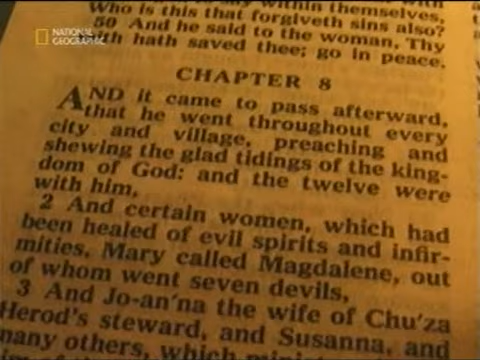 within themselves,
Who is this that forgiveth sins also?
50 And he said to the woman, Thy
hath saved thee; go in peace.
NATIONAL
GEOGRAPHIC
CHAPTER 8
AND it came to pass afterward,
that he went throughout every
city and village, preaching and
shewing the glad tidings of the king-
dom of God: and the twelve were
with him,
2 And certain women, which had
been healed of evil spirits and infir-
mities, Mary called Magdalene, out
of whom went seven devils,
3 And Jo-an'na the wife of Chu'za
Herod's steward, and Susanna, and
many others, which